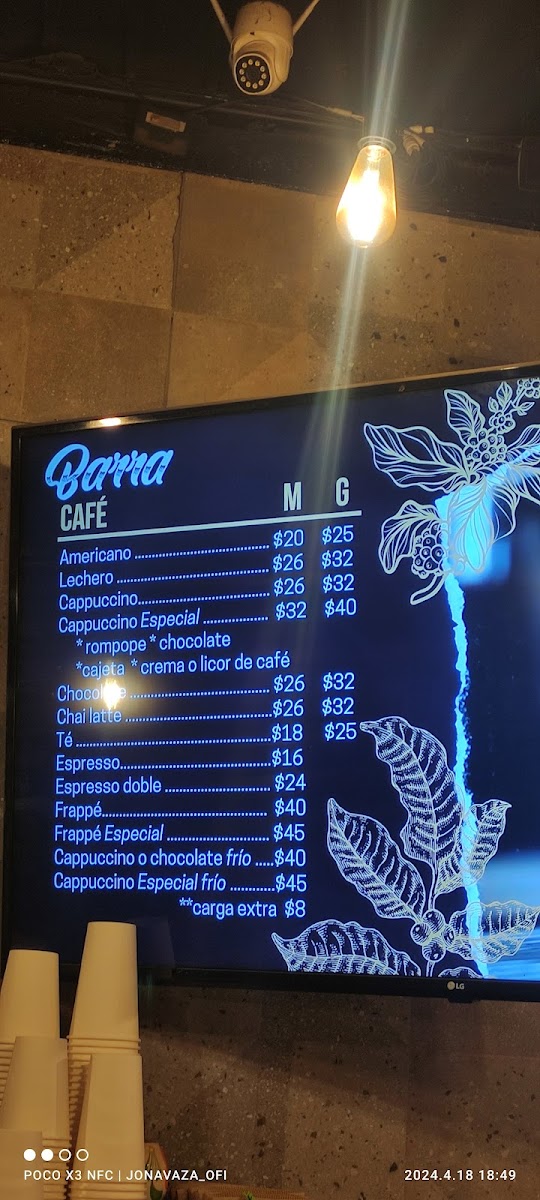 Barra
CAFÉ M G
Americano ........................ $20 $25
Lechero ........................ $26 $32
Cappuccino........................ $26 $32
Cappuccino Especial ................ $32 $40
* rompope * chocolate
*cajeta * crema o licor de café
Chocolate ........................ $26 $32
Chai latte ........................ $26 $32
Té ........................ $18 $25
Espresso........................ $16
Espresso doble .................... $24
Frappé........................ $40
Frappé Especial .................... $45
Cappuccino o chocolate frío .....$40
Cappuccino Especial frío ............$45
**carga extra $8
LG
POCO X3 NFC | JONAVAZA_OFI 2024.4.18 18:49